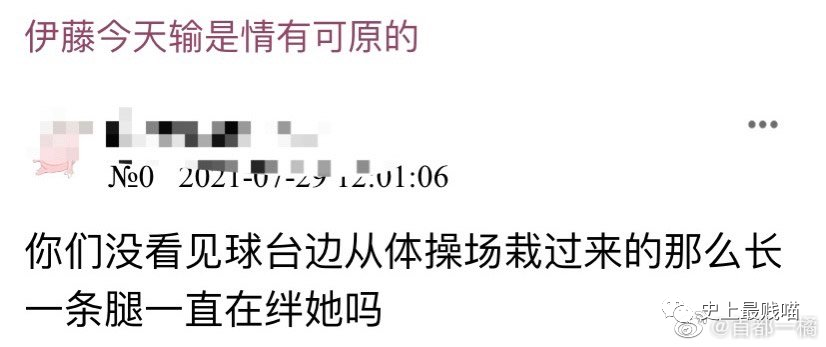 伊藤今天输是情有可原的
№0 2021-07-29 12:01:06
你们没看见球台边从体操场栽过来的那么长
一条腿一直在绊她吗
史上最贱喵
@首都一橘